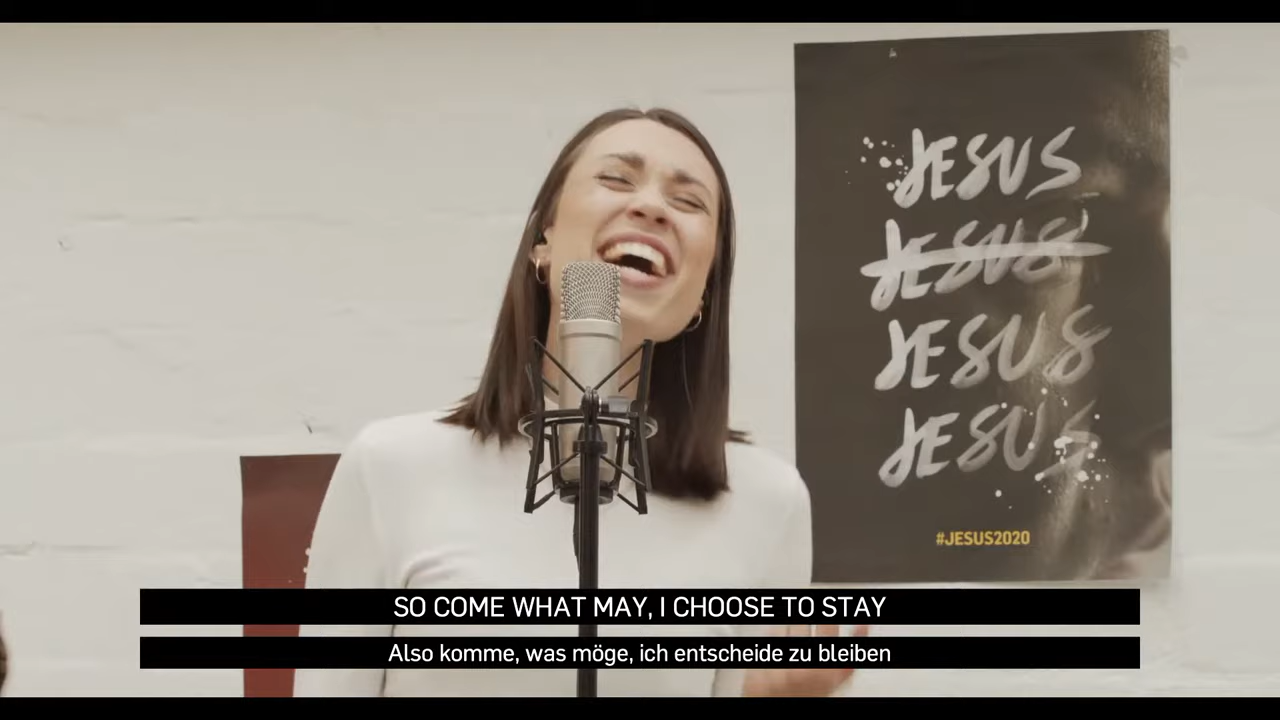 JESUS
JESUS
JESUS
JESUS
#JESUS2020
SO COME WHAT MAY, I CHOOSE TO STAY
Also komme, was möge, ich entscheide zu bleiben